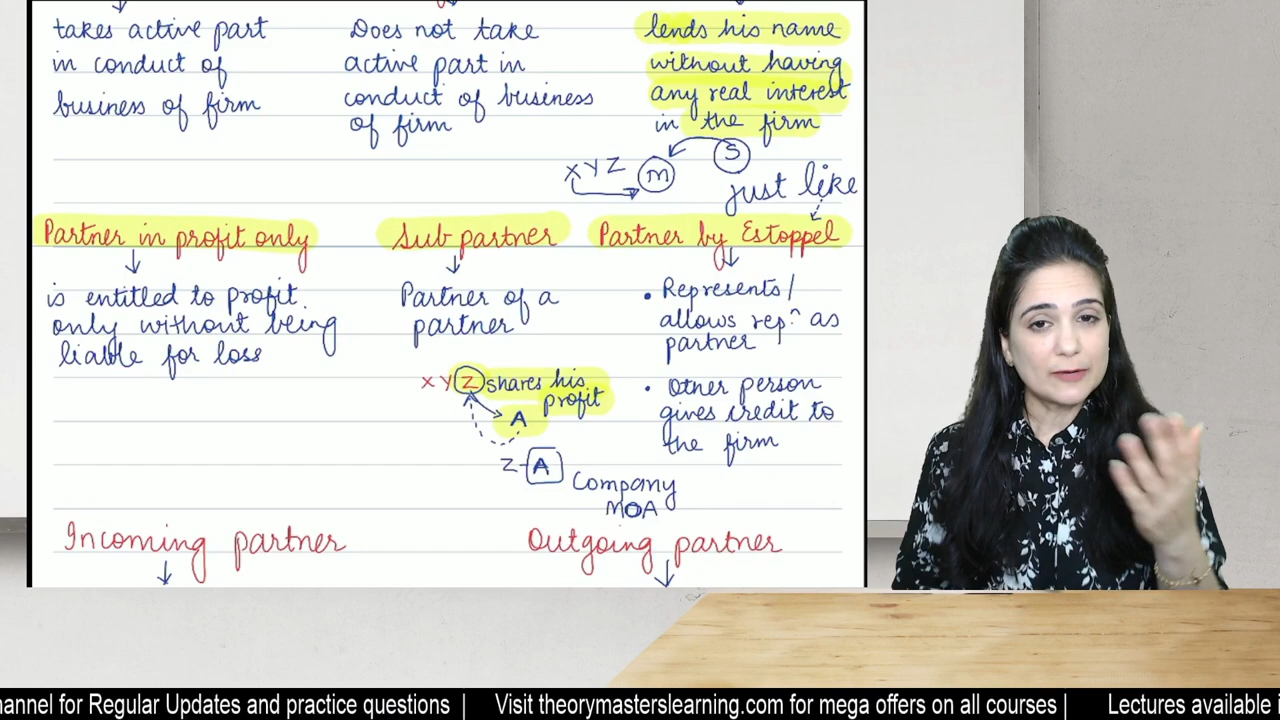 takes active part
in conduct of
business of firm
Does not take
active part in
conduct of business
of firm
lends his name
without having
any real interest
in the firm
X Y Z
M
S
just like
Partner in profit only
is entitled to profit
only without being
liable for loss
Sub partner
Partner of a
partner
X Y Z shares his
profit
A
Z - A
Company
MOA
Partner by Estoppel
• Represents/
allows repⁿ as
partner
• Other person
gives credit to
the firm
Incoming partner
Outgoing partner
hannel for Regular Updates and practice questions | Visit theorymasterslearning.com for mega offers on all courses | Lectures available i